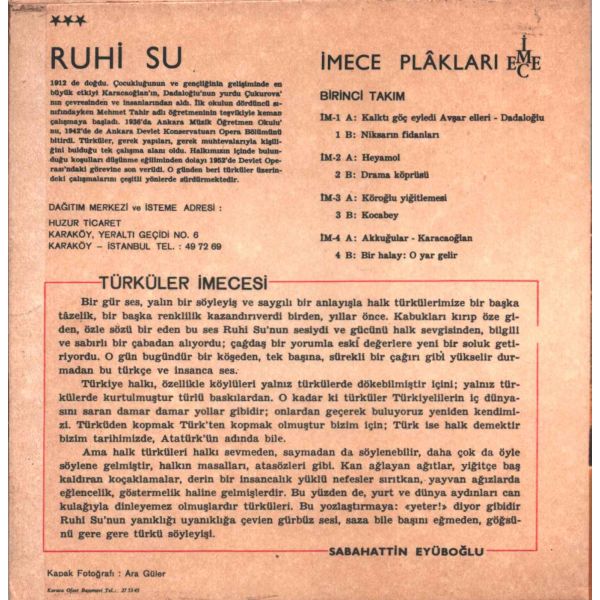 ***
RUHİ SU
1912 de doğdu. Çocukluğunun ve gençliğinin gelişiminde en
büyük etkiyi Karacaoğlan'ın, Dadaloğlu'nun yurdu Çukurova'
nın çevresinden ve insanlarından aldı. İlk okulun dördüncü sı-
nıfındayken Mehmet Tahir adlı öğretmeninin teşvikiyle keman
çalışmaya başladı. 1936'da Ankara Müzik Öğretmen Okulu'
nu, 1942'de de Ankara Devlet Konservatuarı Opera Bölümünü
bitirdi. Türküler, gerek yapıları, gerek muhtevalarıyla kişili-
ğini bulduğu tek çalışma alanı oldu. Halkımızın içinde bulun-
duğu koşulları düşünme eğiliminden dolayı 1952'de Devlet Ope-
rası'ndaki görevine son verildi. O günden beri türküler üzerin-
deki çalışmalarını çeşitli yönlerde sürdürmektedir.
DAĞITIM MERKEZİ ve İSTEME ADRESİ :
HUZUR TİCARET
KARAKÖY, YERALTI GEÇİDİ NO. 6
KARAKÖY – İSTANBUL TEL. : 49 72 69
İMECE PLÂKLARI
İMECE
BİRİNCİ TAKIM
İM-1 A: Kalktı göç eyledi Avşar elleri - Dadaloğlu
1 B: Niksarın fidanları
İM-2 A: Heyamol
2 B: Drama köprüsü
İM-3 A: Köroğlu yiğitlemesi
3 B: Kocabey
İM-4 A: Akkuğular - Karacaoğlan
4 B: Bir halay: O yar gelir
TÜRKÜLER İMECESİ
Bir gür ses, yalın bir söyleyiş ve saygılı bir anlayışla halk türkülerimize bir başka
tâzelik, bir başka renklilik kazandırıverdi birden, yıllar önce. Kabukları kırıp öze gi-
den, özle sözü bir eden bu ses Ruhi Su'nun sesiydi ve gücünü halk sevgisinden, bilgili
ve sabırlı bir çabadan alıyordu; çağdaş bir yorumla eski değerlere yeni bir soluk geti-
riyordu. O gün bugündür bir köşeden, tek başına, sürekli bir çağrı gibi yükselir dur-
madan bu türkçe ve insanca ses.
Türkiye halkı, özellikle köylüleri yalnız türkülerde dökebilmiştir içini; yalnız tür-
külerde kurtulmuştur türlü baskılardan. O kadar ki türküler Türkiyelilerin iç dünya-
sını saran damar damar yollar gibidir; onlardan geçerek buluyoruz yeniden kendimi-
zi. Türküden kopmak Türk'ten kopmak olmuştur bizim için; Türk ise halk demektir
bizim tarihimizde, Atatürk'ün adında bile.
Ama halk türküleri halkı sevmeden, saymadan da söylenebilir, daha çok da öyle
söylene gelmiştir, halkın masalları, atasözleri gibi. Kan ağlayan ağıtlar, yiğitçe baş
kaldıran koçaklamalar, derin bir insancalık yüklü nefesler sırıtkan, yayvan ağızlarda
eğlencelik, göstermelik haline gelmişlerdir. Bu yüzden de, yurt ve dünya aydınları can
kulağıyla dinleyemez olmuşlardır türküleri. Bu yozlaştırmaya: «yeter!» diyor gibidir
Ruhi Su'nun yanıklığı uyanıklığa çevien gürbüz sesi, saza bile başını eğmeden, göğsü-
nü gere gere türkü söyleyişi.
SABAHATTİN EYÜBOĞLU
Kapak Fotoğrafı : Ara Güler
Karaca Ofset Basımevi Tel.: 27 53 45